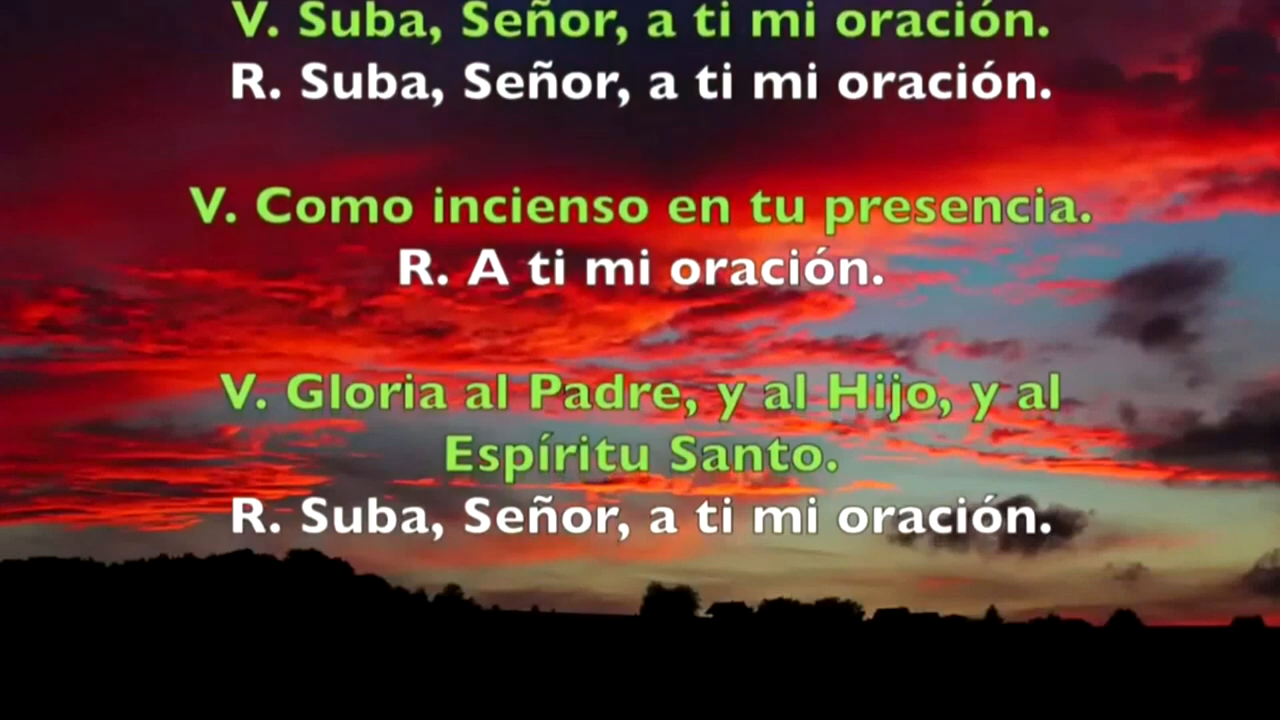 V. Suba, Señor, a ti mi oración.
R. Suba, Señor, a ti mi oración.
V. Como incienso en tu presencia.
R. A ti mi oración.
V. Gloria al Padre, y al Hijo, y al
Espíritu Santo.
R. Suba, Señor, a ti mi oración.